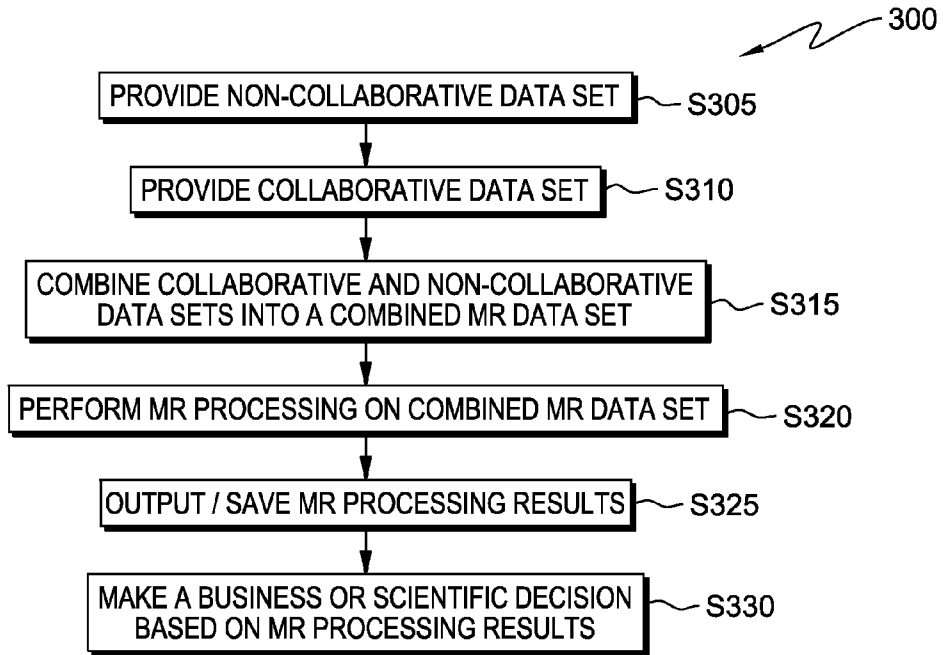 300
PROVIDE NON-COLLABORATIVE DATA SET
S305
PROVIDE COLLABORATIVE DATA SET
S310
COMBINE COLLABORATIVE AND NON-COLLABORATIVE
DATA SETS INTO A COMBINED MR DATA SET
S315
PERFORM MR PROCESSING ON COMBINED MR DATA SET
S320
OUTPUT / SAVE MR PROCESSING RESULTS
S325
MAKE A BUSINESS OR SCIENTIFIC DECISION
BASED ON MR PROCESSING RESULTS
S330